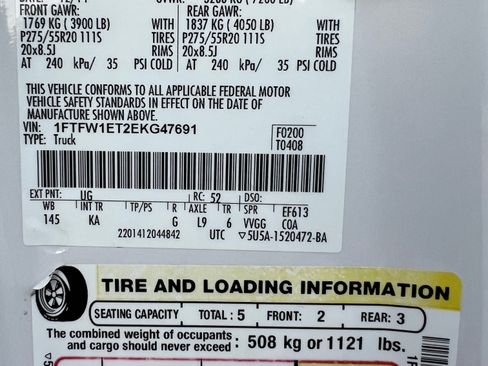 FRONT GAWR: REAR GAWR:
1769 KG ( 3900 LB) 1837 KG ( 4050 LB)
P275/55R20 111S TIRES P275/55R20 111S TIRES
20x8.5J RIMS 20x8.5J RIMS
AT 240 kPa/ 35 PSI COLD AT 240 kPa/ 35 PSI COLD
THIS VEHICLE CONFORMS TO ALL APPLICABLE FEDERAL MOTOR
VEHICLE SAFETY STANDARDS IN EFFECT ON THE DATE OF
MANUFACTURE SHOWN ABOVE.
VIN: 1FTFW1ET2EKG47691 F0200
TYPE: Truck T0408
EXT PNT: UG RC: 52 DSO:
WB INT TR TP/PS R AXLE TR SPR EF613
145 KA G L9 6 VVGG COA
2201412044842 UTC ▽5U5A-1520472-BA
TIRE AND LOADING INFORMATION
SEATING CAPACITY TOTAL : 5 FRONT: 2 REAR: 3
The combined weight of occupants
and cargo should never exceed : 508 kg or 1121 lbs.